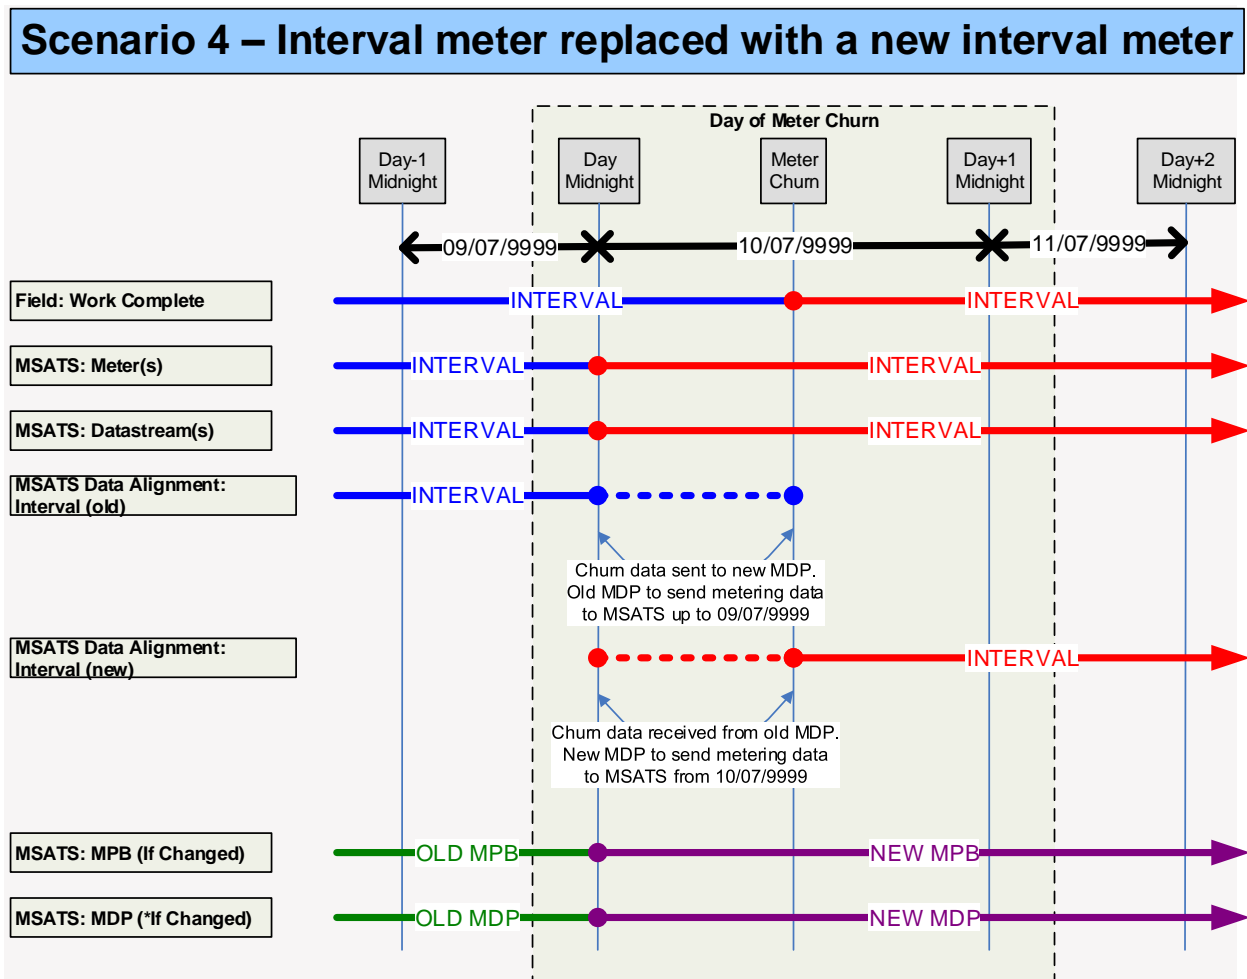 Scenario 4 – Interval meter replaced with a new interval meter
Day of Meter Churn
Day-1
Midnight
Day
Midnight
Meter
Churn
Day+1
Midnight
Day+2
Midnight
09/07/9999
10/07/9999
11/07/9999
Field: Work Complete
INTERVAL
INTERVAL
MSATS: Meter(s)
INTERVAL
INTERVAL
MSATS: Datastream(s)
INTERVAL
INTERVAL
MSATS Data Alignment:
Interval (old)
INTERVAL
Churn data sent to new MDP.
Old MDP to send metering data
to MSATS up to 09/07/9999
MSATS Data Alignment:
Interval (new)
INTERVAL
Churn data received from old MDP.
New MDP to send metering data
to MSATS from 10/07/9999
MSATS: MPB (If Changed)
OLD MPB
NEW MPB
MSATS: MDP (*If Changed)
OLD MDP
NEW MDP